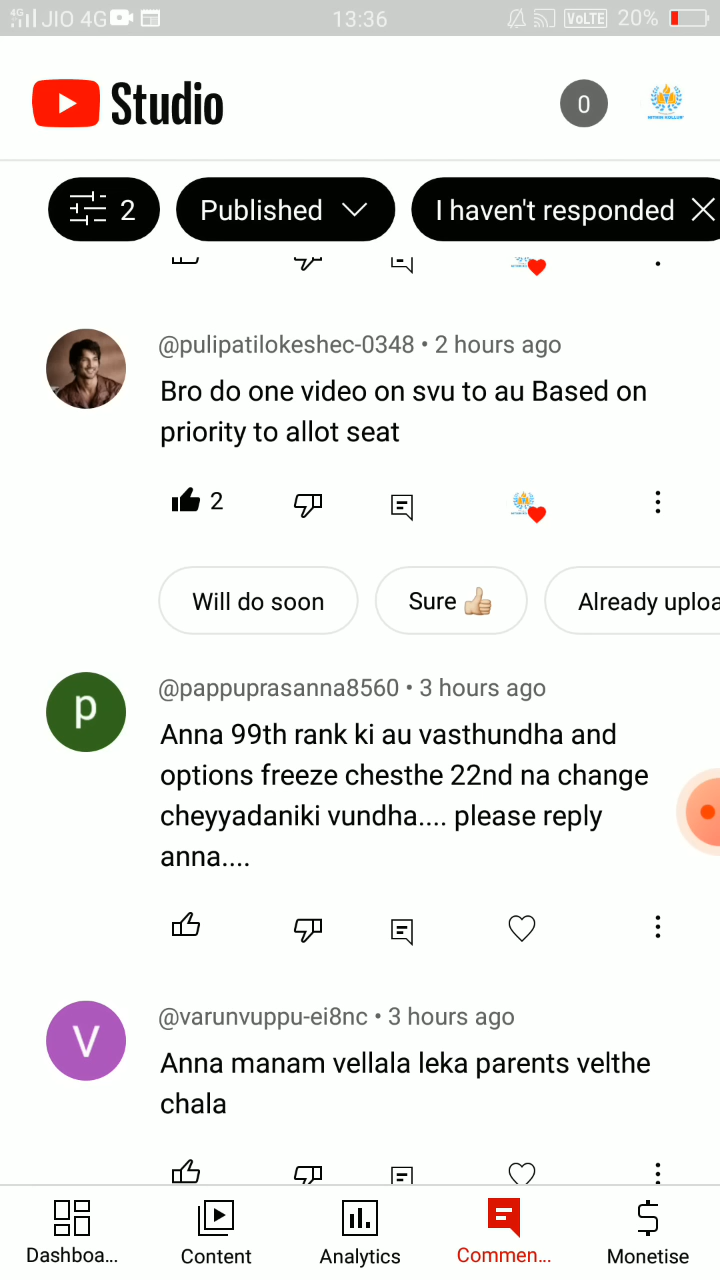 4G JIO 4G 13:36 VoLTE 20%
Studio 0
2 Published I haven't responded
@pulipatilokeshec-0348 • 2 hours ago
Bro do one video on svu to au Based on
priority to allot seat
2
Will do soon Sure 👍🏼 Already uploa
@pappuprasanna8560 • 3 hours ago
p
Anna 99th rank ki au vasthundha and
options freeze chesthe 22nd na change
cheyyadaniki vundha.... please reply
anna....
@varunvuppu-ei8nc • 3 hours ago
V
Anna manam vellala leka parents velthe
chala
Dashboa... Content Analytics Commen... Monetise